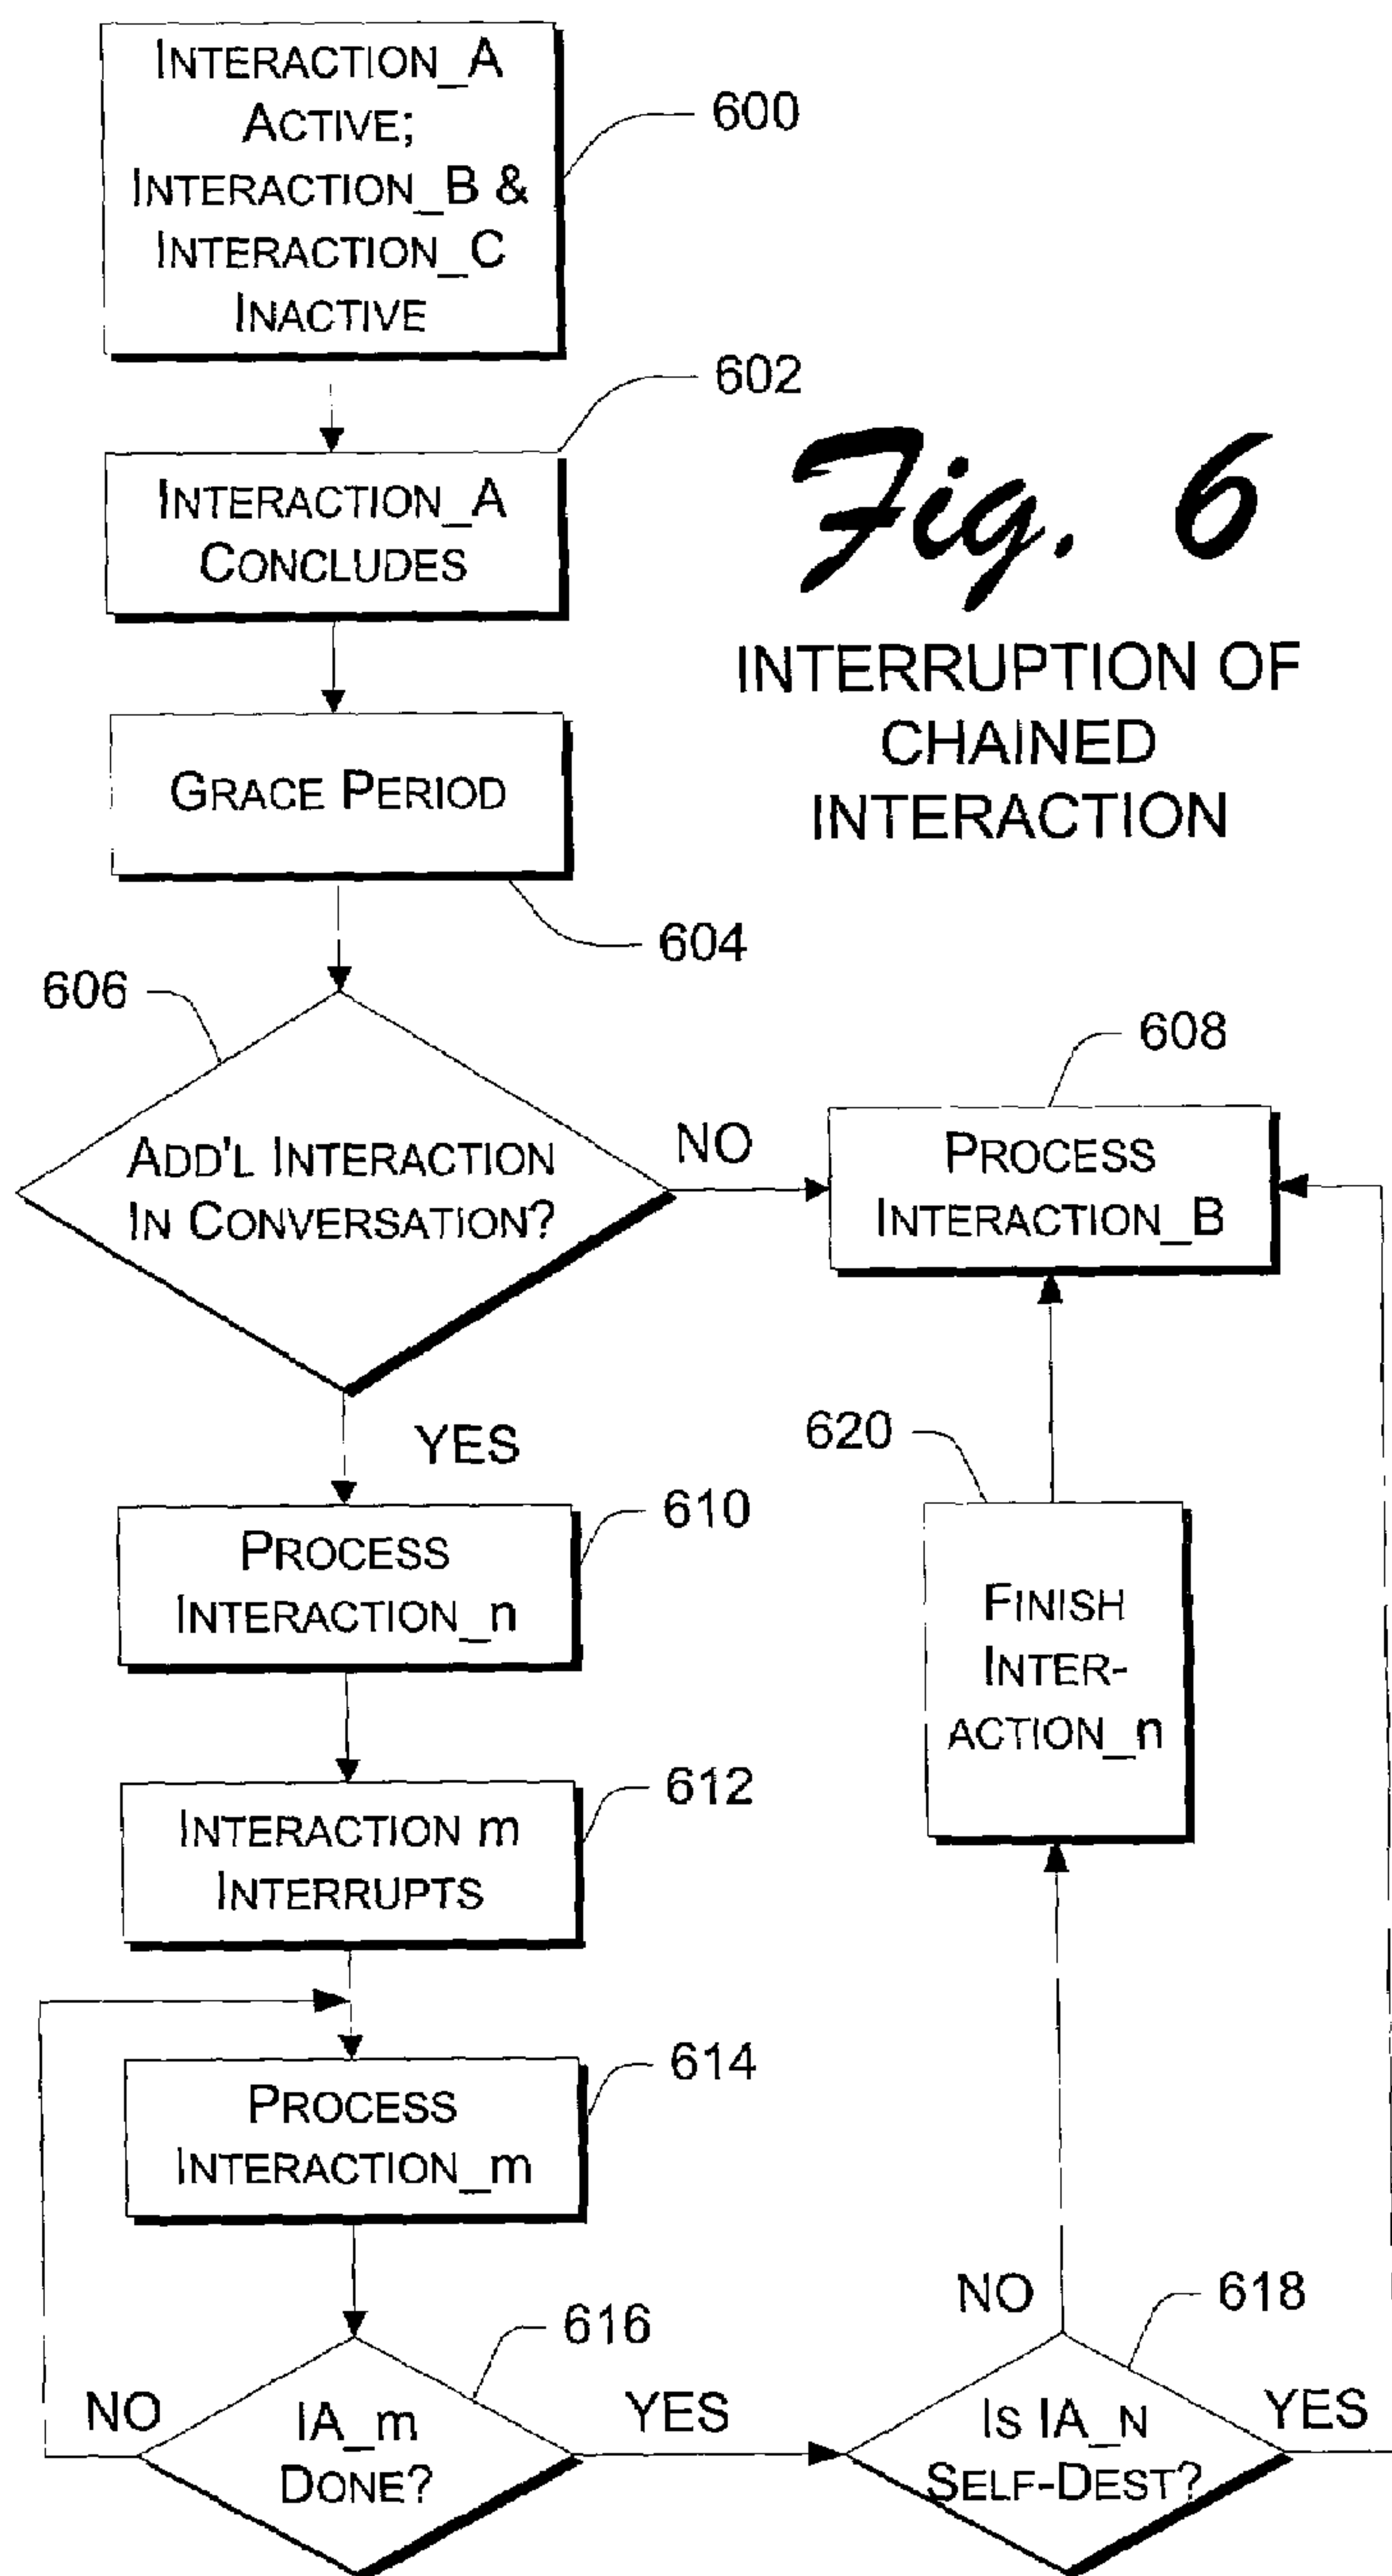 INTERACTION_A
ACTIVE;
INTERACTION_B &
INTERACTION_C
INACTIVE
600
602
INTERACTION_A
CONCLUDES
Fig. 6
INTERRUPTION OF
CHAINED
INTERACTION
GRACE PERIOD
604
606
ADD'L INTERACTION
IN CONVERSATION?
NO
608
PROCESS
INTERACTION_B
YES
610
PROCESS
INTERACTION_n
620
FINISH
INTER-
ACTION_n
612
INTERACTION m
INTERRUPTS
614
PROCESS
INTERACTION_m
616
NO
IA_m
DONE?
YES
NO
618
IS IA_N
SELF-DEST?
YES